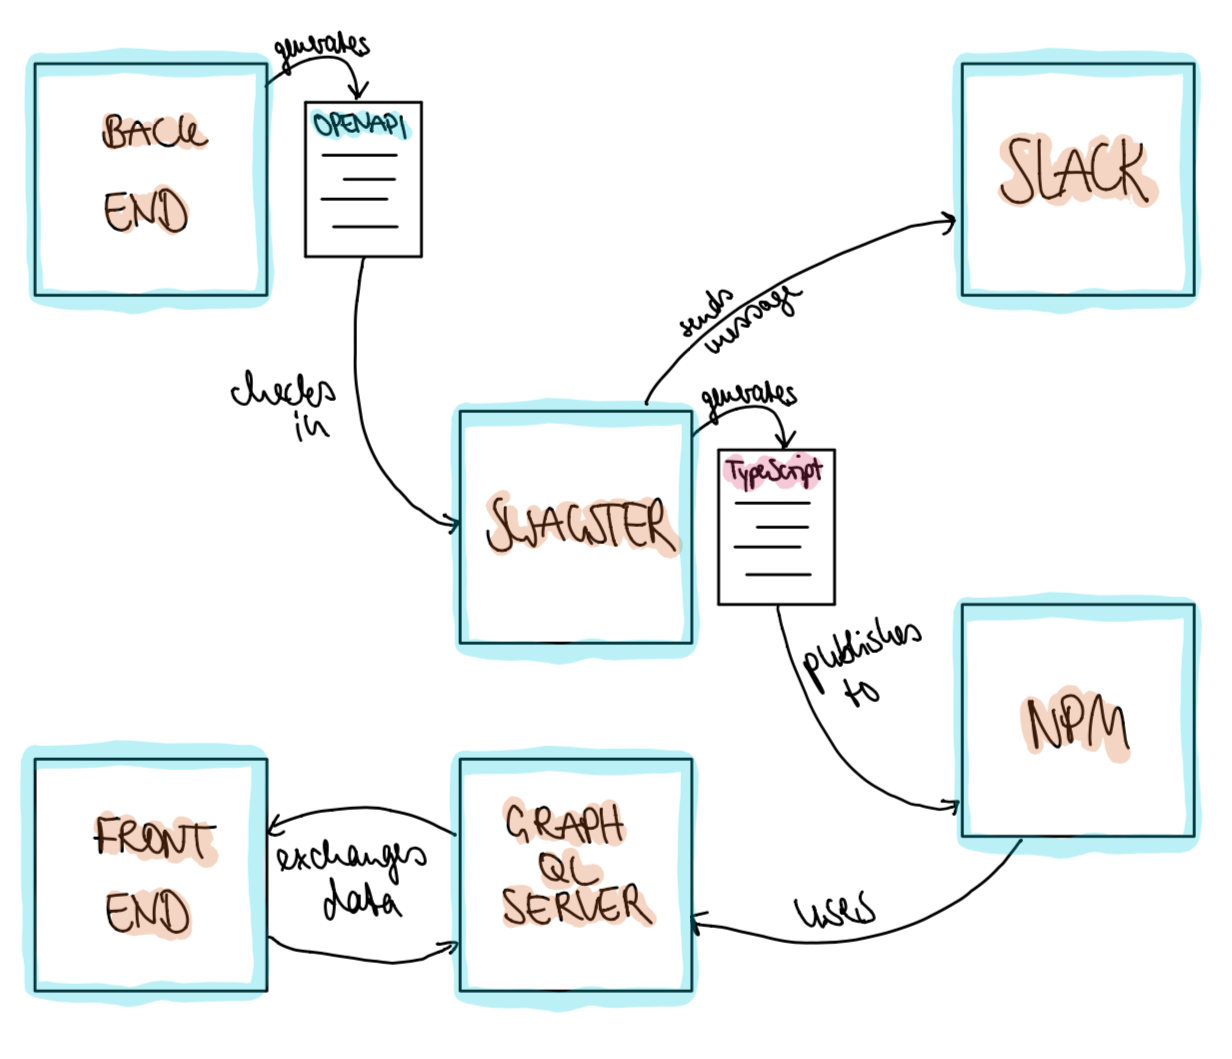 generates
BACK
END
OPENAPI
SLACK
sends
message
checks
in
generates
TypeScript
SWAGSTER
publishes
to
NPM
FRONT
END
exchanges
data
GRAPH
QL
SERVER
uses